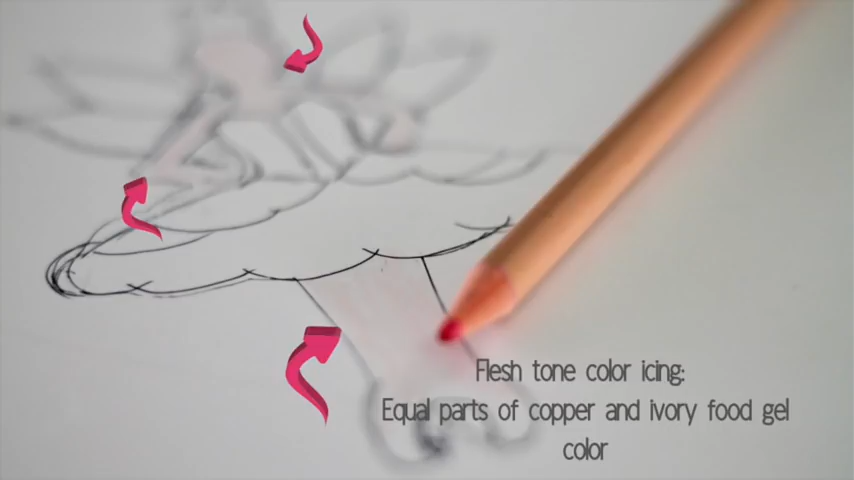 Flesh tone color icing:
Equal parts of copper and ivory food gel
color